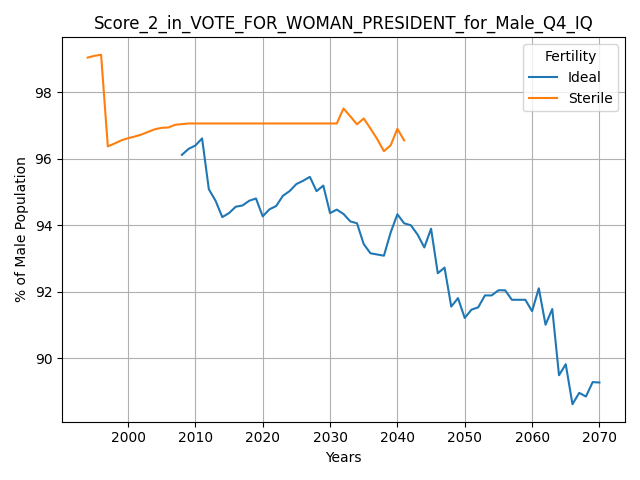 Score_2_in_VOTE_FOR_WOMAN_PRESIDENT_for_Male_Q4_IQ
Fertility
Ideal
Sterile
% of Male Population
98
96
94
92
90
2000
2010
2020
2030
2040
2050
2060
2070
Years